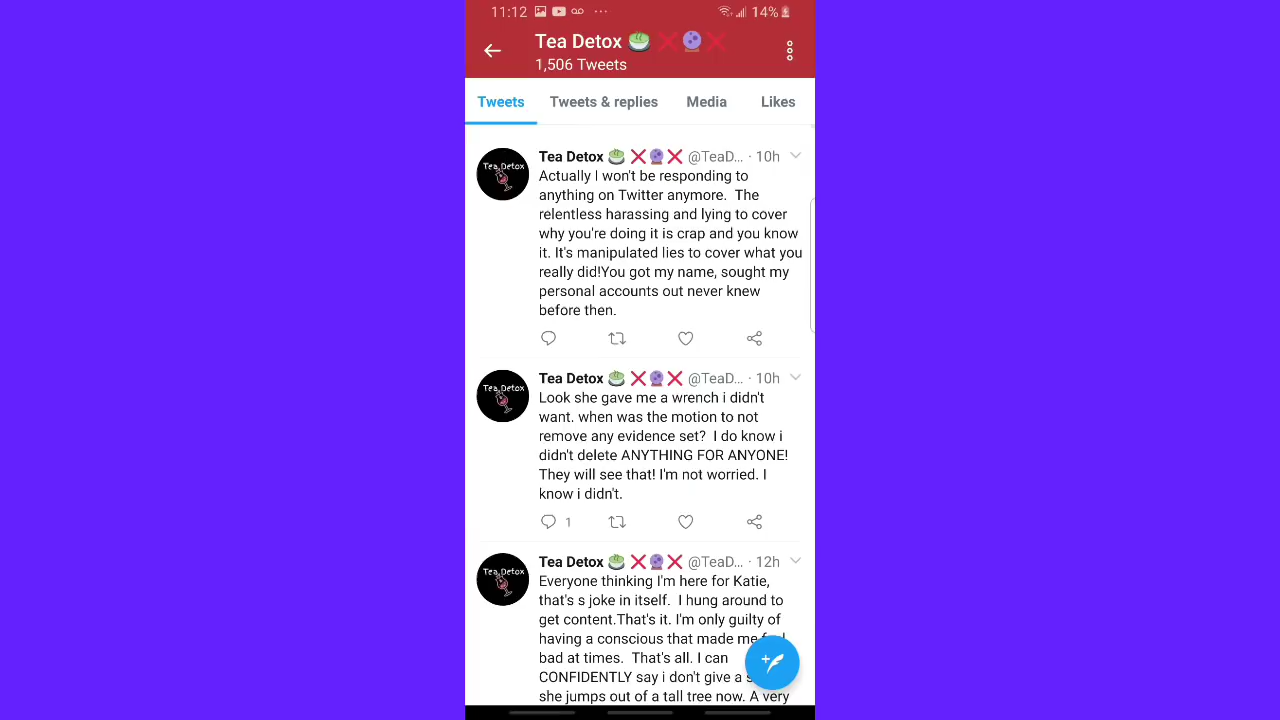 11:12 14%
Tea Detox
1,506 Tweets
Tweets Tweets & replies Media Likes
Tea Detox
Tea Detox @TeaD... · 10h
Actually I won't be responding to
anything on Twitter anymore. The
relentless harassing and lying to cover
why you're doing it is crap and you know
it. It's manipulated lies to cover what you
really did!You got my name, sought my
personal accounts out never knew
before then.
Tea Detox
Tea Detox @TeaD... · 10h
Look she gave me a wrench i didn't
want. when was the motion to not
remove any evidence set? I do know i
didn't delete ANYTHING FOR ANYONE!
They will see that! I'm not worried. I
know i didn't.
1
Tea Detox
Tea Detox @TeaD... · 12h
Everyone thinking I'm here for Katie,
that's s joke in itself. I hung around to
get content.That's it. I'm only guilty of
having a conscious that made me
bad at times. That's all. I can
CONFIDENTLY say i don't give a
she jumps out of a tall tree now. A very